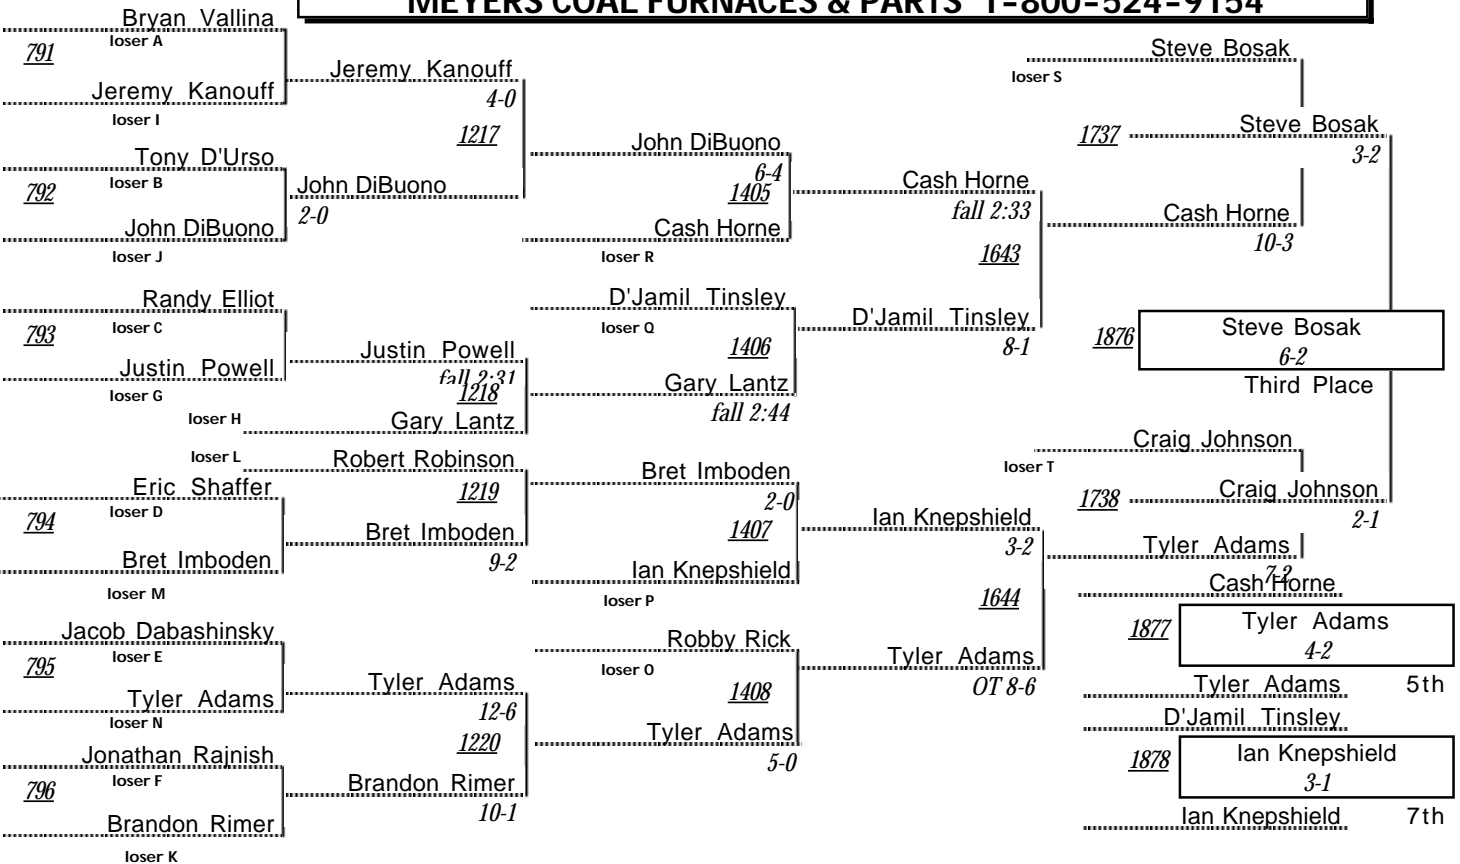 MEYERS COAL FURNACES & PARTS 1-800-524-9154
Bryan Vallina
loser A
791
Jeremy Kanouff
loser I
Tony D'Urso
loser B
792
John DiBuono
loser J
Randy Elliot
loser C
793
Justin Powell
loser G
Eric Shaffer
loser D
794
Bret Imboden
loser M
Jacob Dabashinsky
loser E
795
Tyler Adams
loser N
Jonathan Rajnish
loser F
796
Brandon Rimer
loser K
Jeremy Kanouff
4-0
1217
John DiBuono
2-0
Justin Powell
fall 2:31
1218
loser H
Gary Lantz
loser L
Robert Robinson
1219
Bret Imboden
9-2
Tyler Adams
12-6
1220
Brandon Rimer
10-1
John DiBuono
6-4
1405
Cash Horne
loser R
D'Jamil Tinsley
loser Q
1406
Gary Lantz
fall 2:44
Bret Imboden
2-0
1407
Ian Knepshield
loser P
Robby Rick
loser O
1408
Tyler Adams
5-0
Cash Horne
fall 2:33
1643
D'Jamil Tinsley
8-1
Ian Knepshield
3-2
1644
Tyler Adams
OT 8-6
Steve Bosak
loser S
1737
Steve Bosak
3-2
Cash Horne
10-3
1876
Steve Bosak
6-2
Third Place
Craig Johnson
loser T
1738
Craig Johnson
2-1
Tyler Adams
7-2
Cash Horne
1877
Tyler Adams
4-2
Tyler Adams 5th
D'Jamil Tinsley
1878
Ian Knepshield
3-1
Ian Knepshield 7th